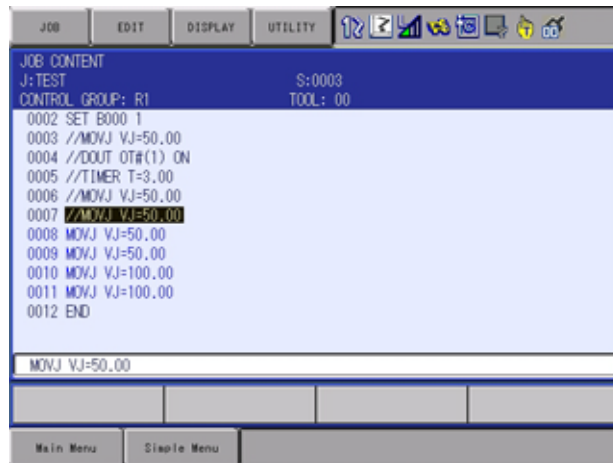 JOB EDIT DISPLAY UTILITY
JOB CONTENT
J:TEST S:0003
CONTROL GROUP: R1 TOOL: 00
0002 SET B000 1
0003 //MOVJ VJ=50.00
0004 //DOUT OT#(1) ON
0005 //TIMER T=3.00
0006 //MOVJ VJ=50.00
0007 //MOVJ VJ=50.00
0008 MOVJ VJ=50.00
0009 MOVJ VJ=50.00
0010 MOVJ VJ=100.00
0011 MOVJ VJ=100.00
0012 END
MOVJ VJ=50.00
Main Menu Simple Menu